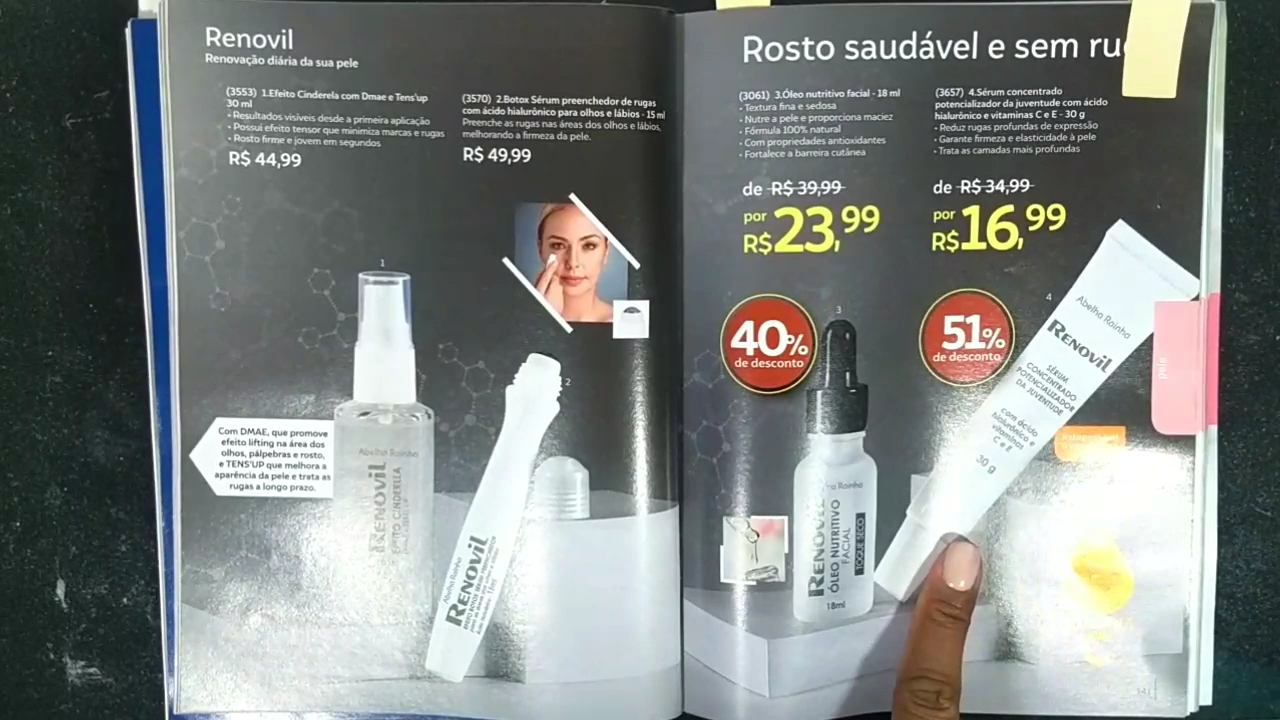 Renovil
Renovação diária da sua pele
(3553) 1.Efeito Cinderela com Dmae e Tens'up
30 ml
• Resultados visíveis desde a primeira aplicação
• Possui efeito tensor que minimiza marcas e rugas
• Rosto firme e jovem em segundos
R$ 44,99
(3570) 2.Botox Sérum preenchedor de rugas
com ácido hialurônico para olhos e lábios - 15 ml
Preenche as rugas nas áreas dos olhos e lábios,
melhorando a firmeza da pele.
R$ 49,99
1
2
Com DMAE, que promove
efeito lifting na área dos
olhos, pálpebras e rosto,
e TENS'UP que melhora a
aparência da pele e trata as
rugas a longo prazo.
Abelha Rainha
RENOVIL
EFEITO CINDERELA
Abelha Rainha
RENOVIL
Rosto saudável e sem
(3061) 3.Óleo nutritivo facial - 18 ml
• Textura fina e sedosa
• Nutre a pele e proporciona maciez
• Fórmula 100% natural
• Com propriedades antioxidantes
• Fortalece a barreira cutânea
de R$ 39,99
por
R$ 23,99
(3657) 4.Sérum concentrado
potencializador da juventude com ácido
hialurônico e vitaminas C e E - 30 g
• Reduz rugas profundas de expressão
• Garante firmeza e elasticidade à pele
• Trata as camadas mais profundas
de R$ 34,99
por
R$ 16,99
40%
de desconto
51%
de desconto
3
4
Rainha
RENOVIL
ÓLEO NUTRITIVO
FACIAL
TOQUE SECO
18ml
Abelha Rainha
RENOVIL
SÉRUM
CONCENTRADO
POTENCIALIZADOR
DA JUVENTUDE
com ácido
hialurônico e
vitaminas
C e E
30 g
pele